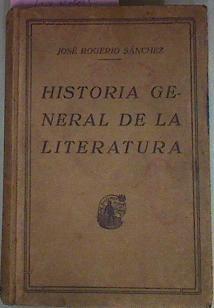 JOSÉ ROGERIO SÁNCHEZ
HISTORIA GE-
NERAL DE LA
LITERATURA